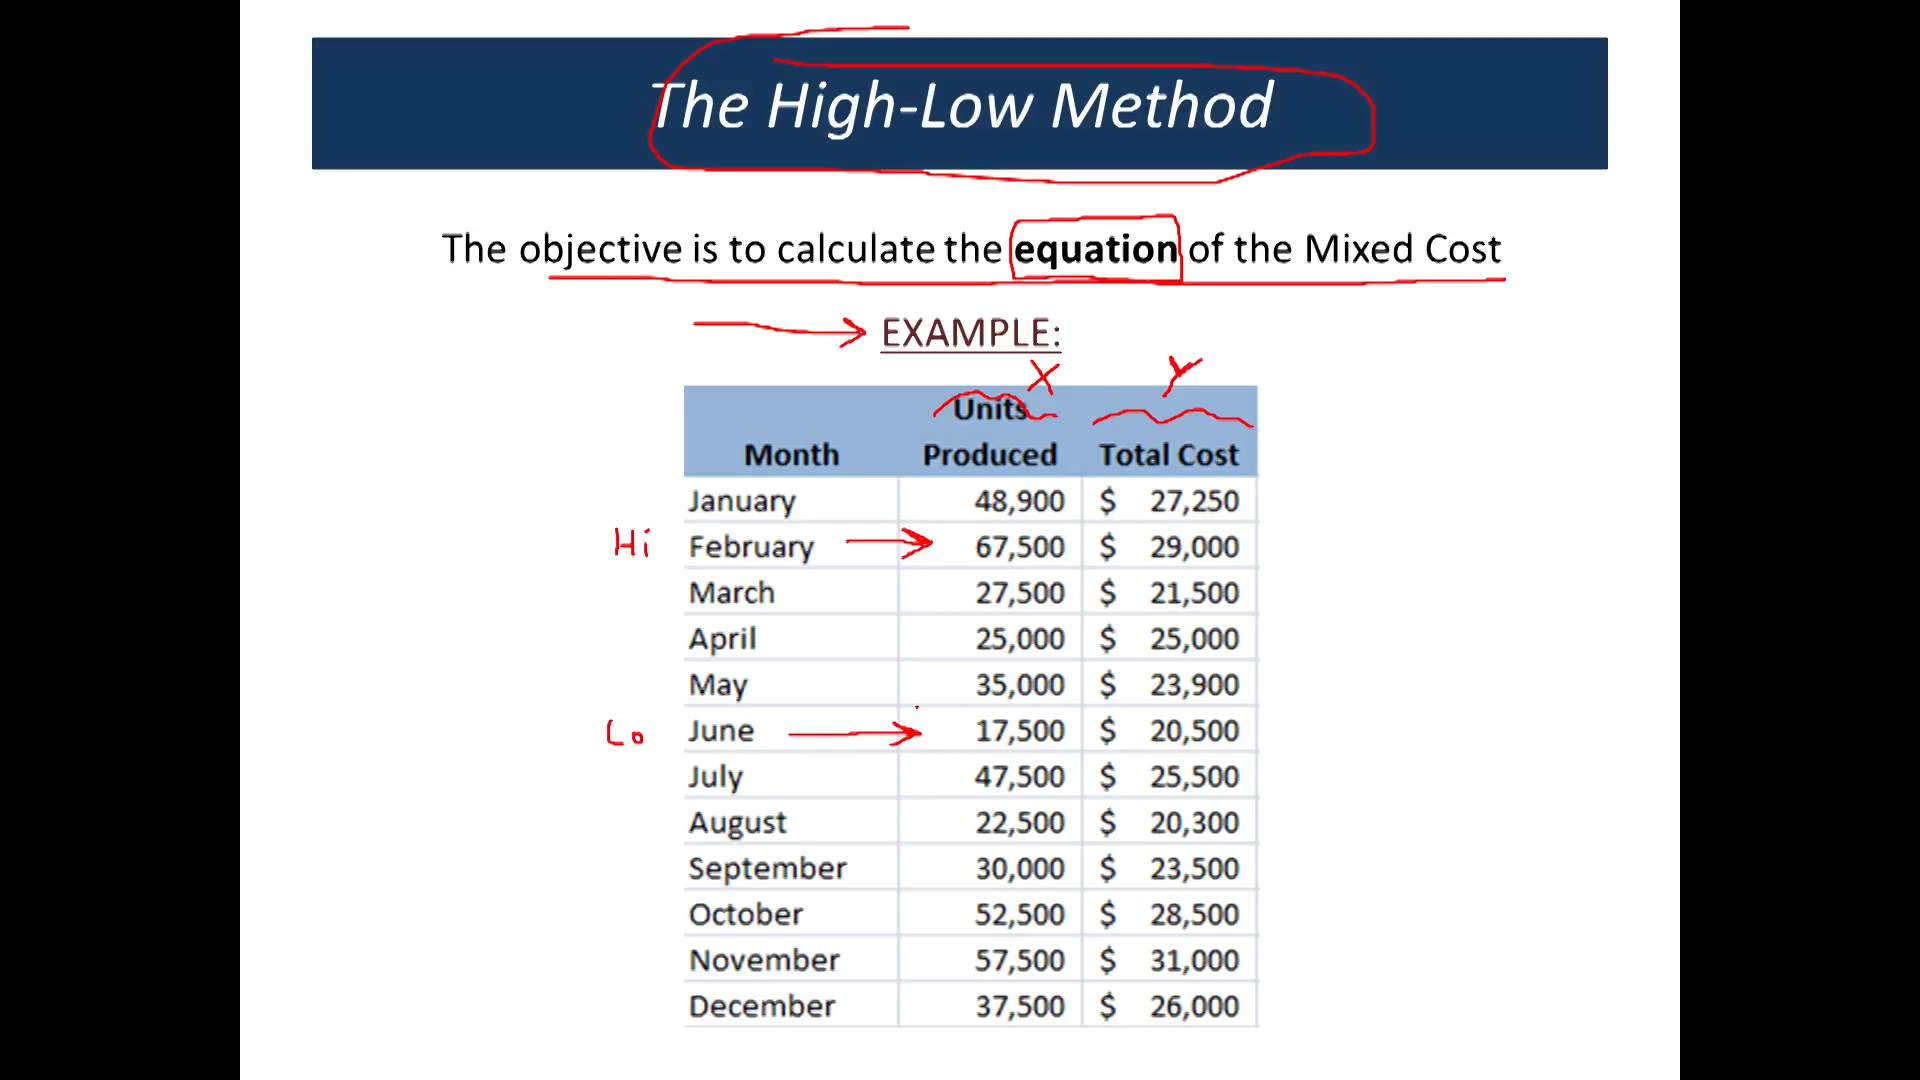 The High-Low Method
The objective is to calculate the equation of the Mixed Cost
EXAMPLE:
X Y
Units
Month Produced Total Cost
January 48,900 $ 27,250
Hi February 67,500 $ 29,000
March 27,500 $ 21,500
April 25,000 $ 25,000
May 35,000 $ 23,900
Lo June 17,500 $ 20,500
July 47,500 $ 25,500
August 22,500 $ 20,300
September 30,000 $ 23,500
October 52,500 $ 28,500
November 57,500 $ 31,000
December 37,500 $ 26,000